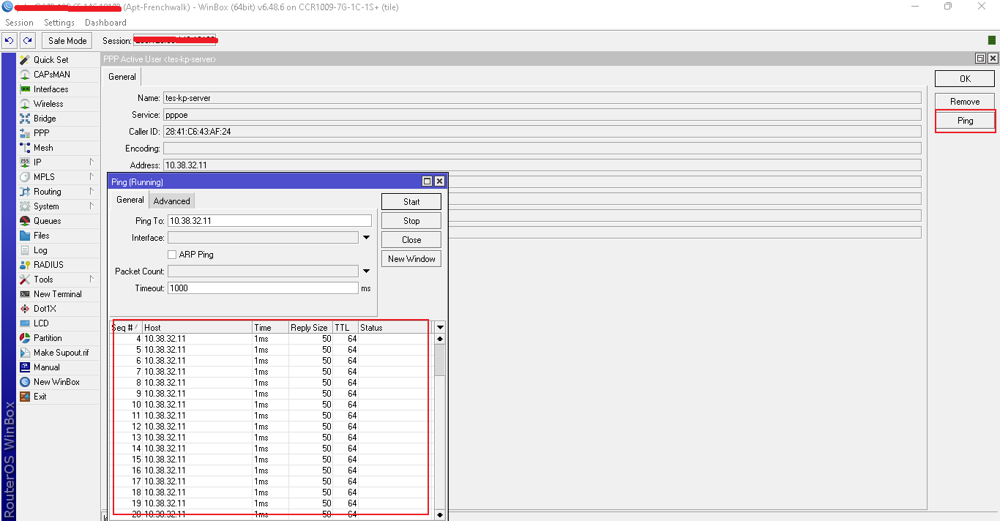 (Apt-Frenchwalk) - WinBox (64bit) v6.48.6 on CCR1009-7G-1C-1S+ (tile)
Session Settings Dashboard
Safe Mode Session:
Quick Set
CAPsMAN
Interfaces
Wireless
Bridge
PPP
Mesh
IP
MPLS
Routing
System
Queues
Files
Log
RADIUS
Tools
New Terminal
Dot1X
LCD
Partition
Make Supout.rif
Manual
New WinBox
Exit
RouterOS WinBox
PPP Active User <tes-kp-server>
General
Name: tes-kp-server
Service: pppoe
Caller ID: 28:41:C6:43:AF:24
Encoding:
Address: 10.38.32.11
OK
Remove
Ping
Ping (Running)
General Advanced
Ping To: 10.38.32.11
Interface:
ARP Ping
Packet Count:
Timeout: 1000 ms
Start
Stop
Close
New Window
Seq # Host Time Reply Size TTL Status
4 10.38.32.11 1ms 50 64
5 10.38.32.11 1ms 50 64
6 10.38.32.11 1ms 50 64
7 10.38.32.11 1ms 50 64
8 10.38.32.11 1ms 50 64
9 10.38.32.11 1ms 50 64
10 10.38.32.11 1ms 50 64
11 10.38.32.11 1ms 50 64
12 10.38.32.11 1ms 50 64
13 10.38.32.11 1ms 50 64
14 10.38.32.11 1ms 50 64
15 10.38.32.11 1ms 50 64
16 10.38.32.11 1ms 50 64
17 10.38.32.11 1ms 50 64
18 10.38.32.11 1ms 50 64
19 10.38.32.11 1ms 50 64
20 10.38.32.11 1ms 50 64